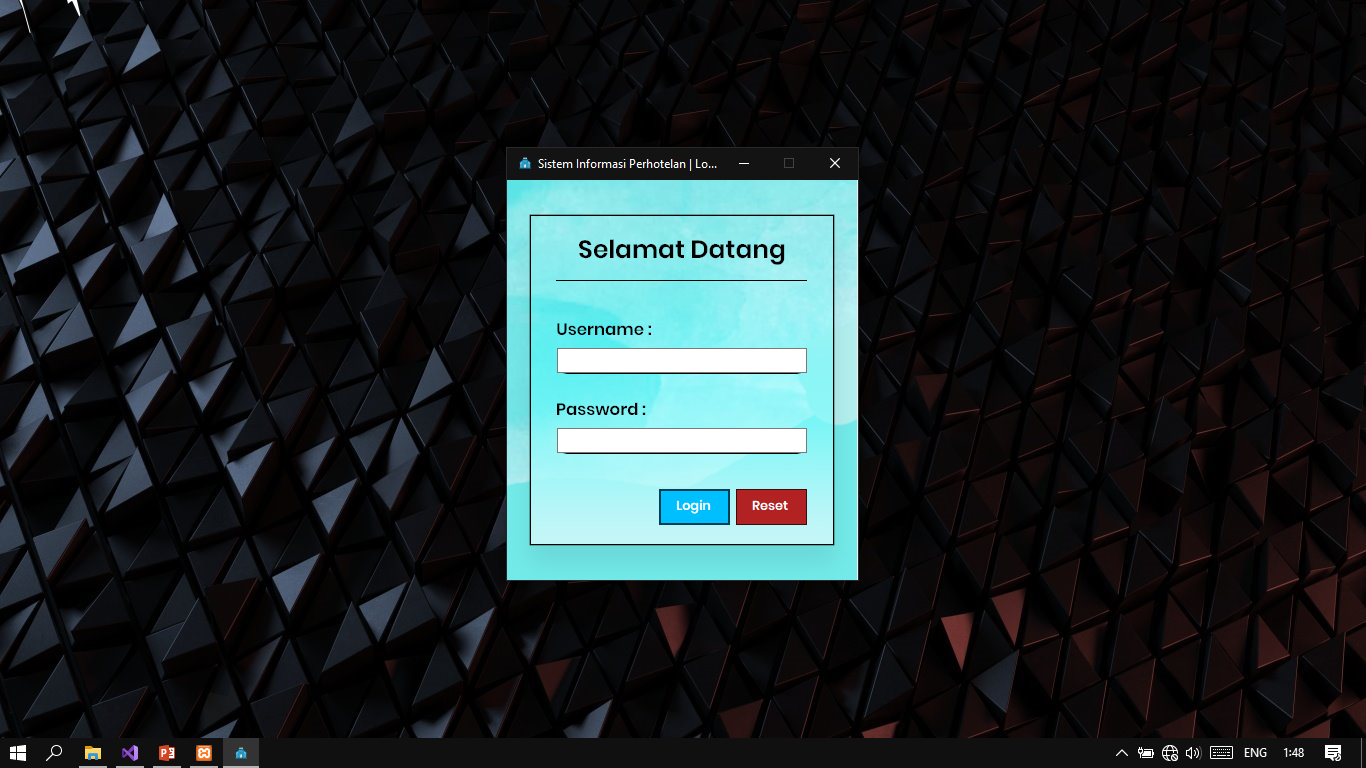 Sistem Informasi Perhotelan | Lo...
Selamat Datang
Username :
Password :
Login
Reset
ENG
1:48